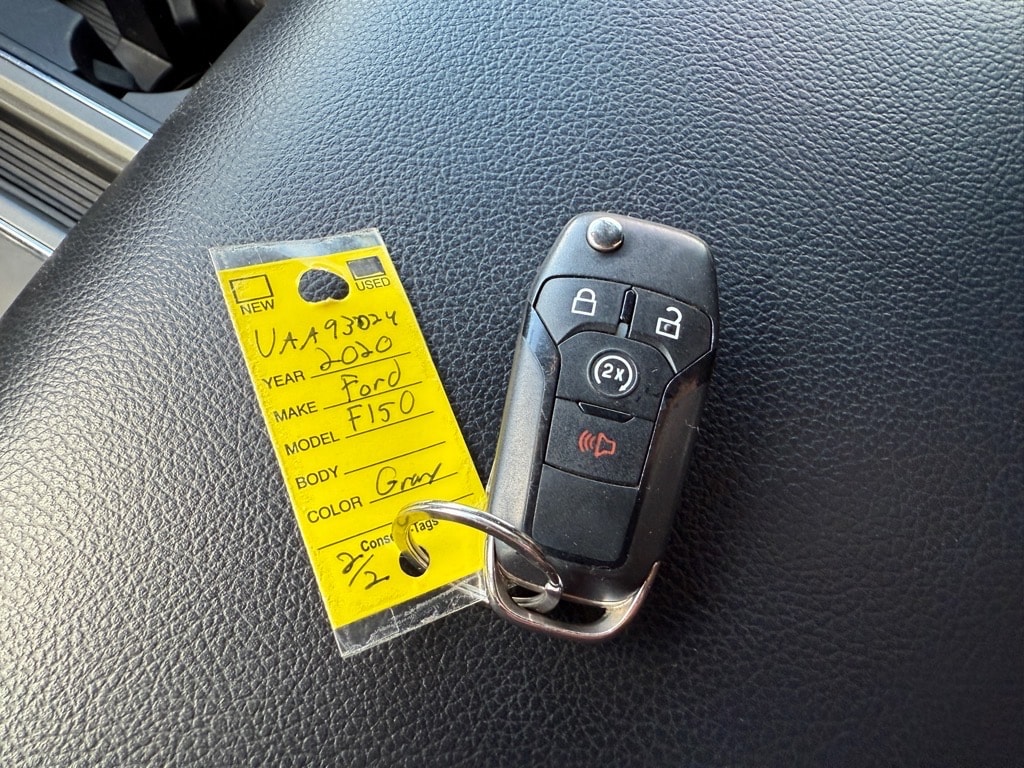 NEW USED
UAA93024
YEAR 2020
MAKE Ford
MODEL F150
BODY
COLOR Gray
2/2
2x